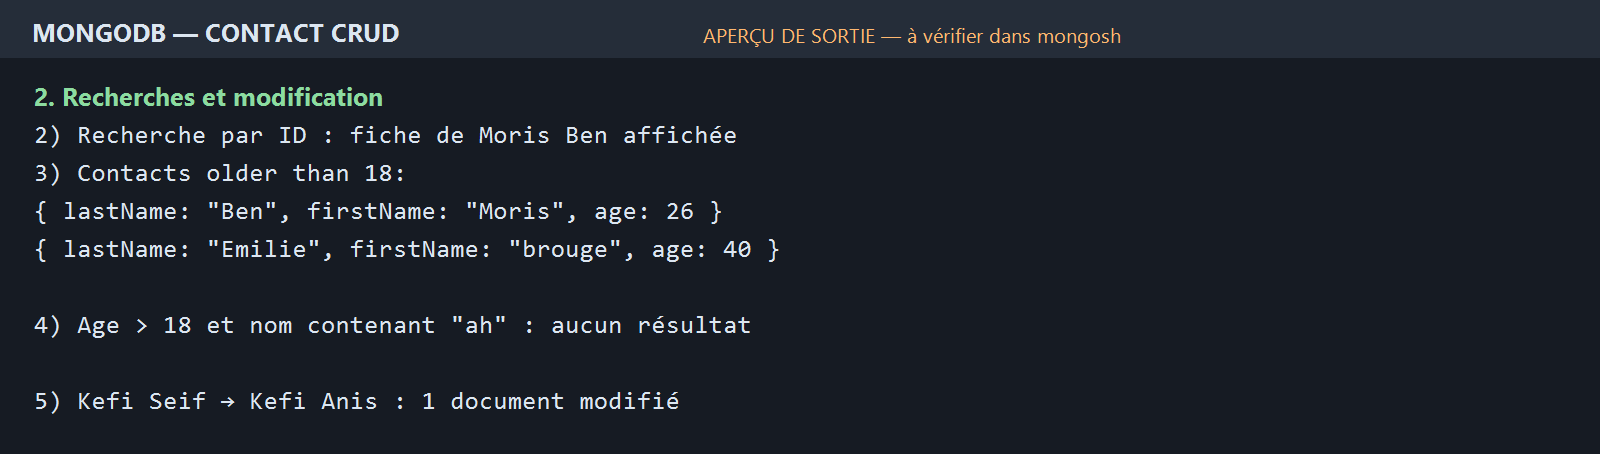 MONGODB — CONTACT CRUD
APERÇU DE SORTIE — à vérifier dans mongosh
2. Recherches et modification
2) Recherche par ID : fiche de Moris Ben affichée
3) Contacts older than 18:
{ lastName: "Ben", firstName: "Moris", age: 26 }
{ lastName: "Emilie", firstName: "brouge", age: 40 }
4) Age > 18 et nom contenant "ah" : aucun résultat
5) Kefi Seif → Kefi Anis : 1 document modifié